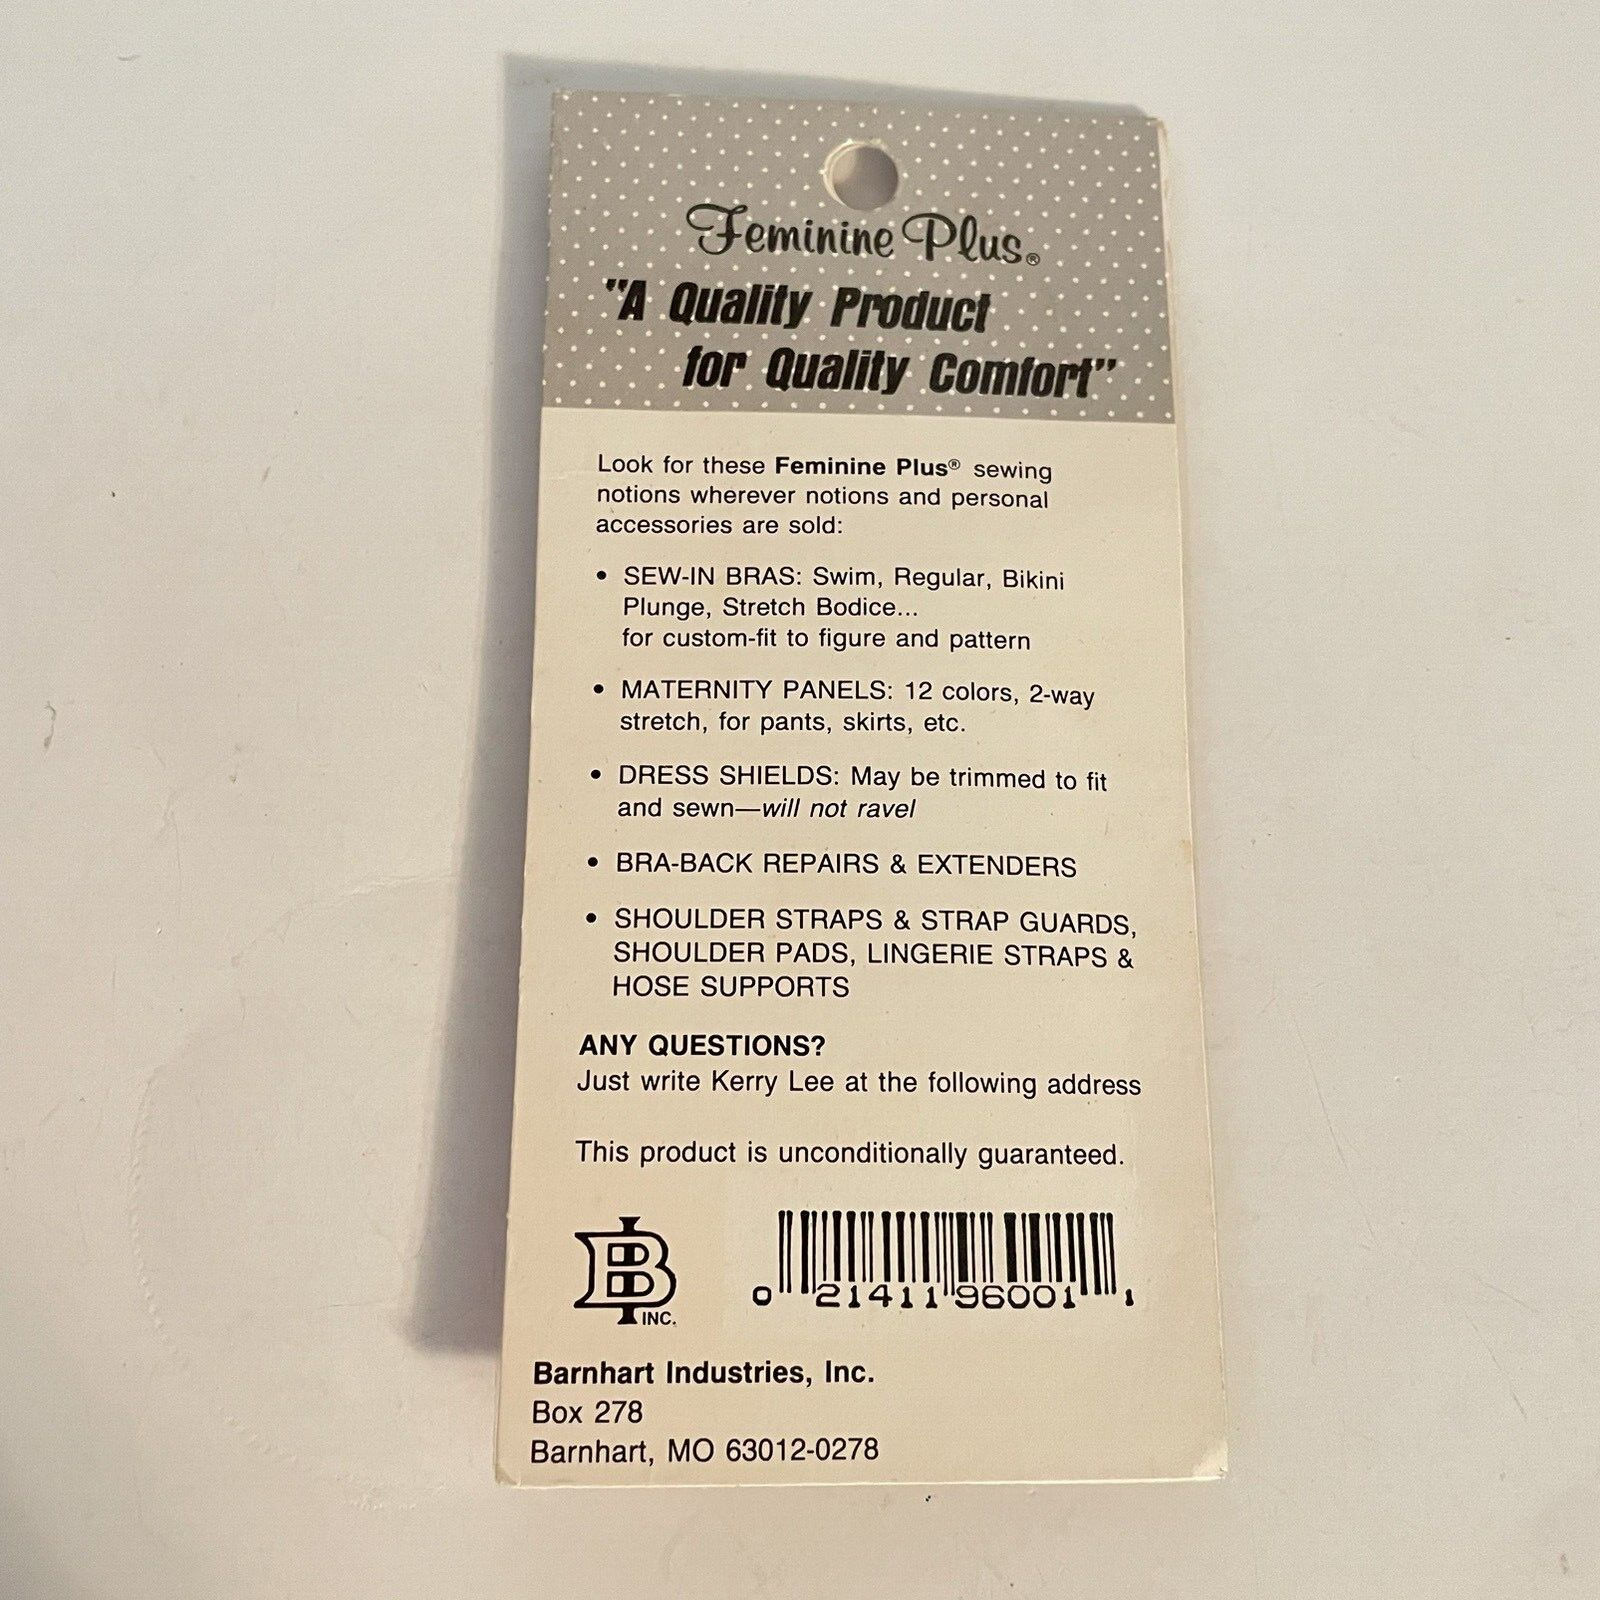 Feminine Plus®
"A Quality Product
for Quality Comfort"
Look for these Feminine Plus® sewing
notions wherever notions and personal
accessories are sold:
• SEW-IN BRAS: Swim, Regular, Bikini
Plunge, Stretch Bodice...
for custom-fit to figure and pattern
• MATERNITY PANELS: 12 colors, 2-way
stretch, for pants, skirts, etc.
• DRESS SHIELDS: May be trimmed to fit
and sewn—will not ravel
• BRA-BACK REPAIRS & EXTENDERS
• SHOULDER STRAPS & STRAP GUARDS,
SHOULDER PADS, LINGERIE STRAPS &
HOSE SUPPORTS
ANY QUESTIONS?
Just write Kerry Lee at the following address
This product is unconditionally guaranteed.
BI INC.
0 21411 96001 1
Barnhart Industries, Inc.
Box 278
Barnhart, MO 63012-0278